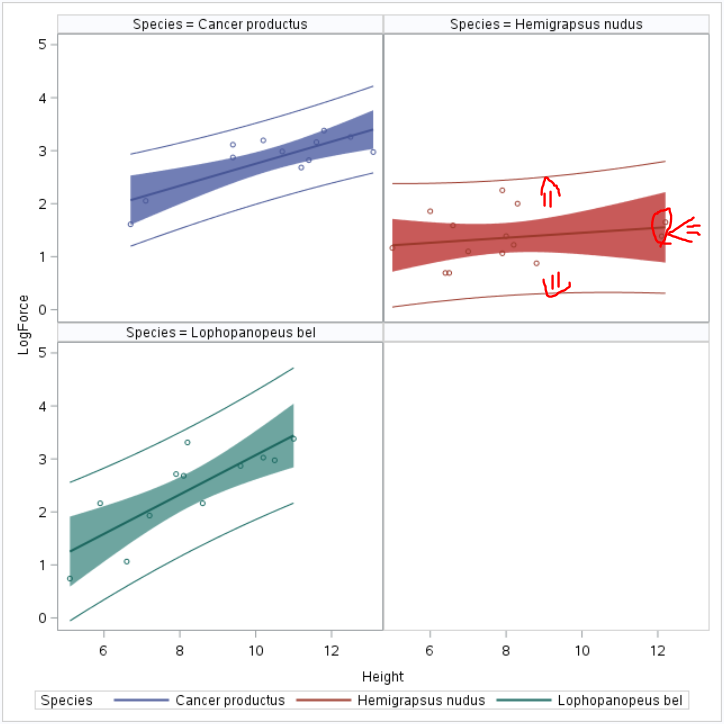 Species = Cancer productus
Species = Hemigrapsus nudus
5
4
3
2
1
0
Species = Lophopanopeus bel
5
4
3
2
1
0
LogForce
6 8 10 12
6 8 10 12
Height
Species Cancer productus Hemigrapsus nudus Lophopanopeus bel